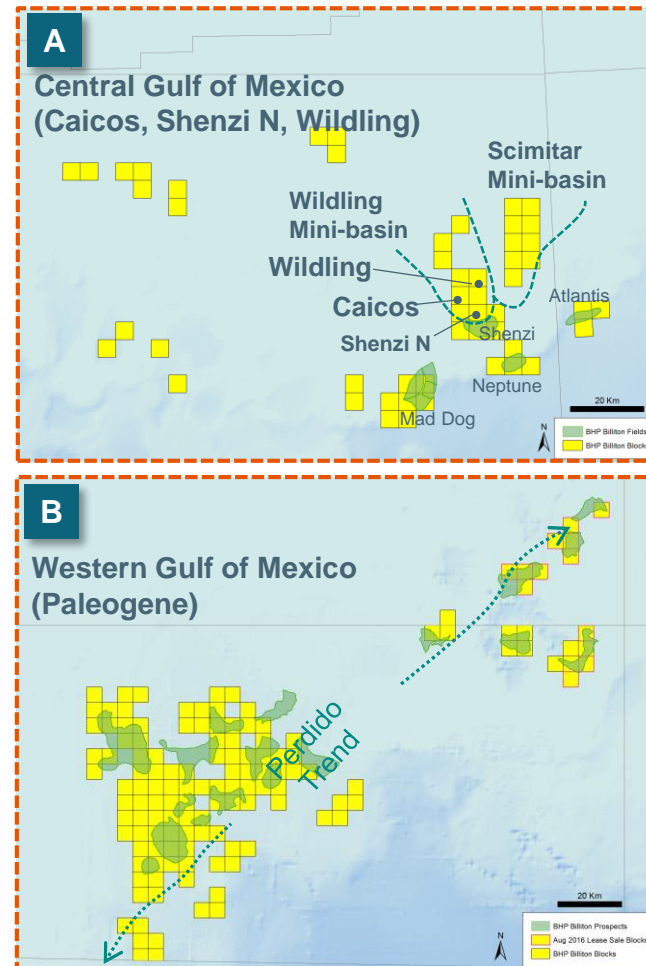 A
Central Gulf of Mexico
(Caicos, Shenzi N, Wildling)
Scimitar
Mini-basin
Wildling
Mini-basin
Wildling
Caicos
Atlantis
Shenzi
Shenzi N
Neptune
Mad Dog
20 Km
N
BHP Billiton Fields
BHP Billiton Blocks
B
Western Gulf of Mexico
(Paleogene)
Perdido
Trend
20 Km
N
BHP Billiton Prospects
Aug 2016 Lease Sale Blocks
BHP Billiton Blocks